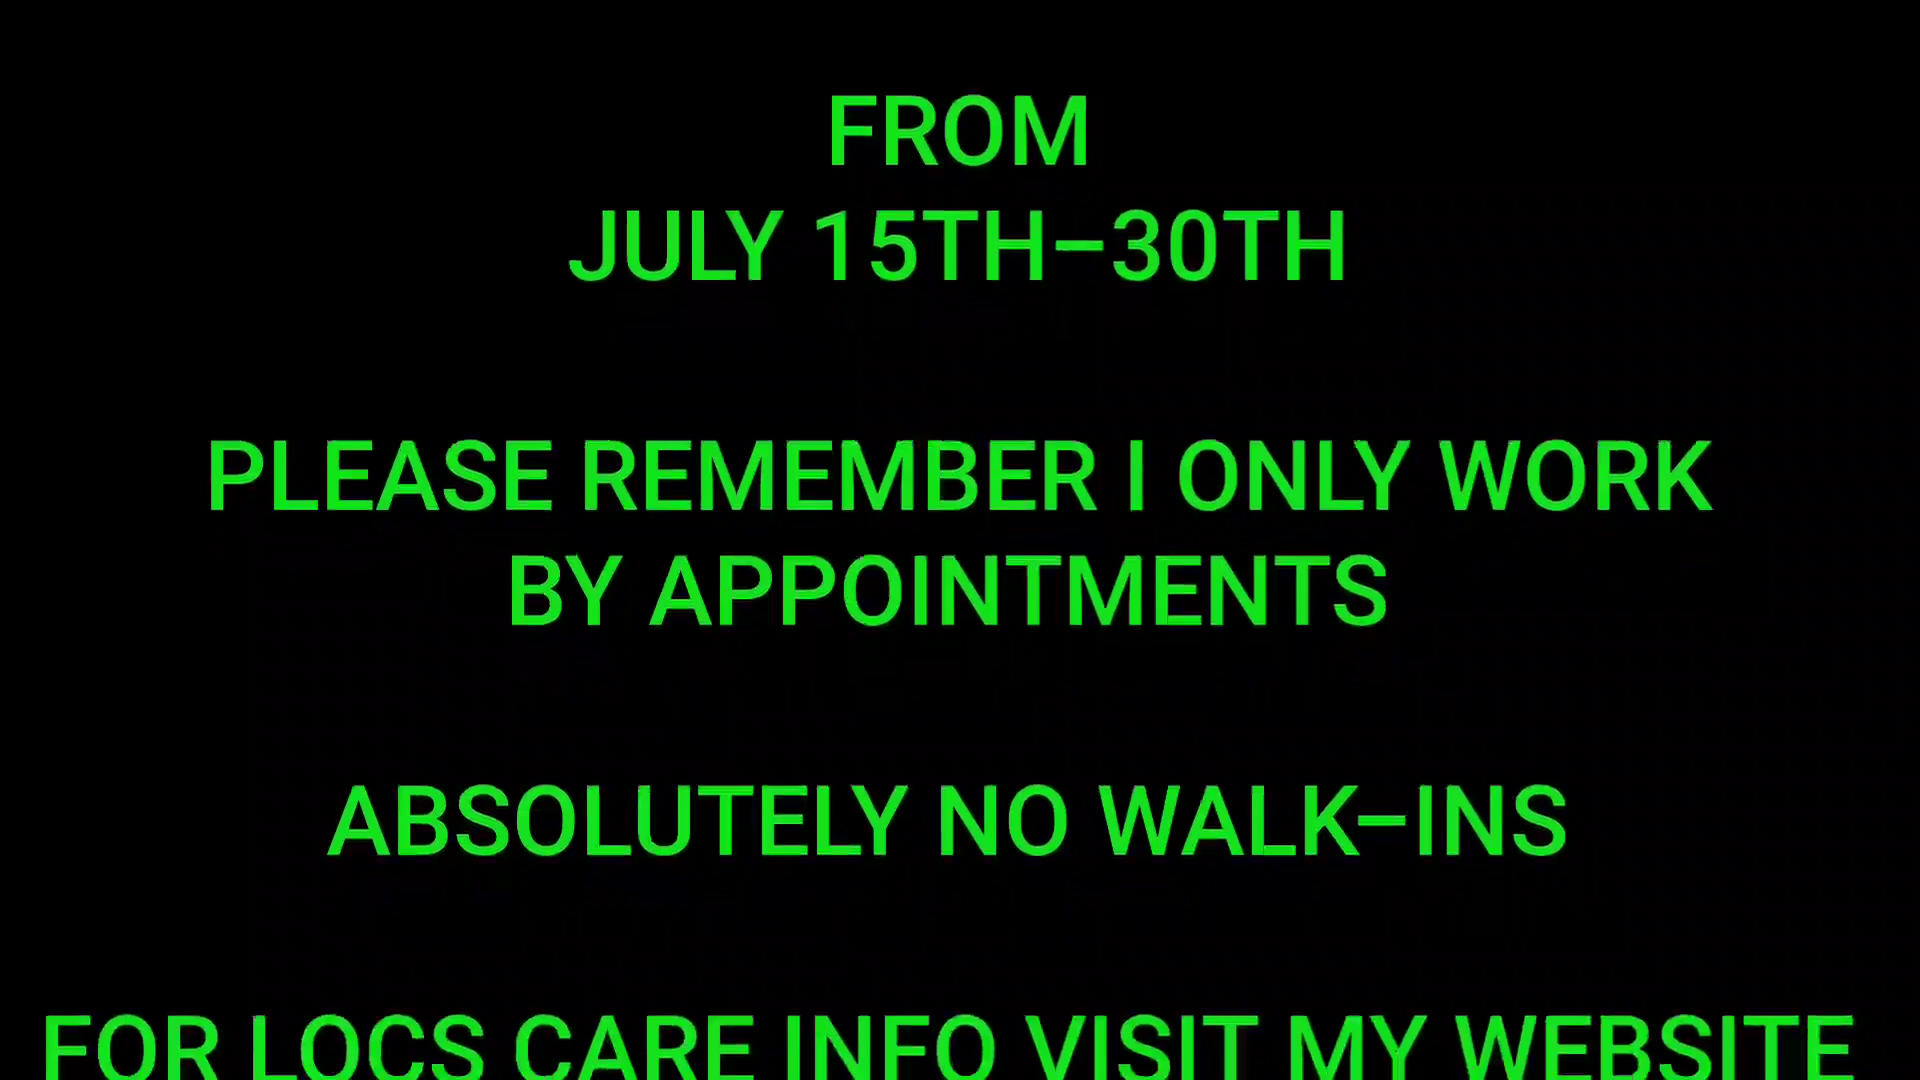 FROM
JULY 15TH–30TH
PLEASE REMEMBER I ONLY WORK
BY APPOINTMENTS
ABSOLUTELY NO WALK–INS
FOR LOCS CARE INFO VISIT MY WEBSITE